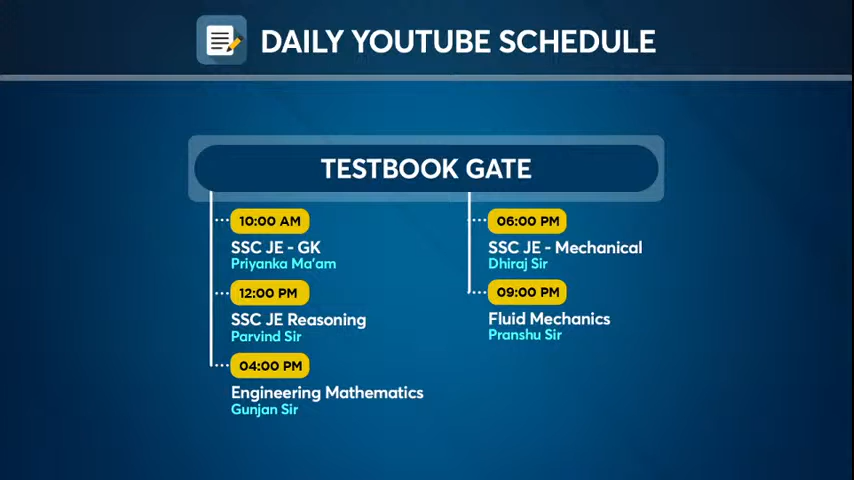 DAILY YOUTUBE SCHEDULE
TESTBOOK GATE
10:00 AM
SSC JE - GK
Priyanka Ma'am
12:00 PM
SSC JE Reasoning
Parvind Sir
04:00 PM
Engineering Mathematics
Gunjan Sir
06:00 PM
SSC JE - Mechanical
Dhiraj Sir
09:00 PM
Fluid Mechanics
Pranshu Sir